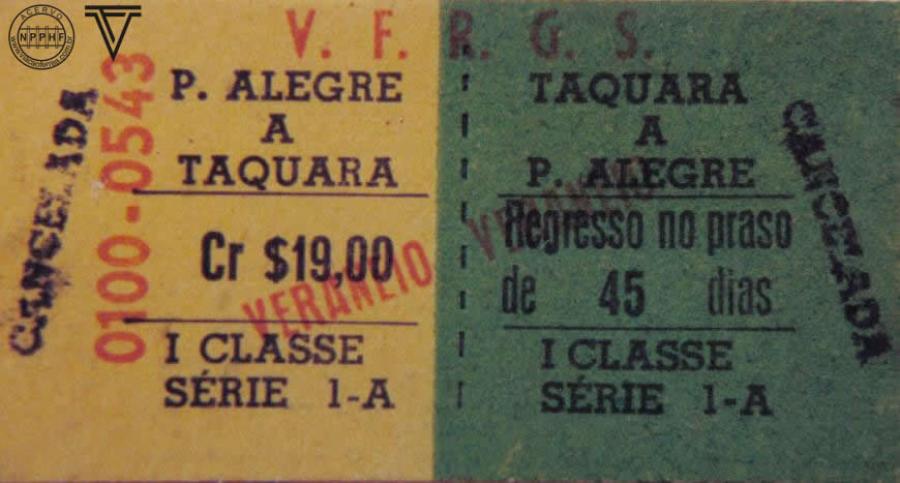 ACERVO
NPPHF
V. F. R. G. S.
0100-0543
CANCELADA
P. ALEGRE
A
TAQUARA
Cr $19,00
VERANEIO
I CLASSE
SÉRIE 1-A
TAQUARA
A
P. ALEGRE
VERANEIO
Regresso no praso
de 45 dias
I CLASSE
SÉRIE 1-A
CANCELADA